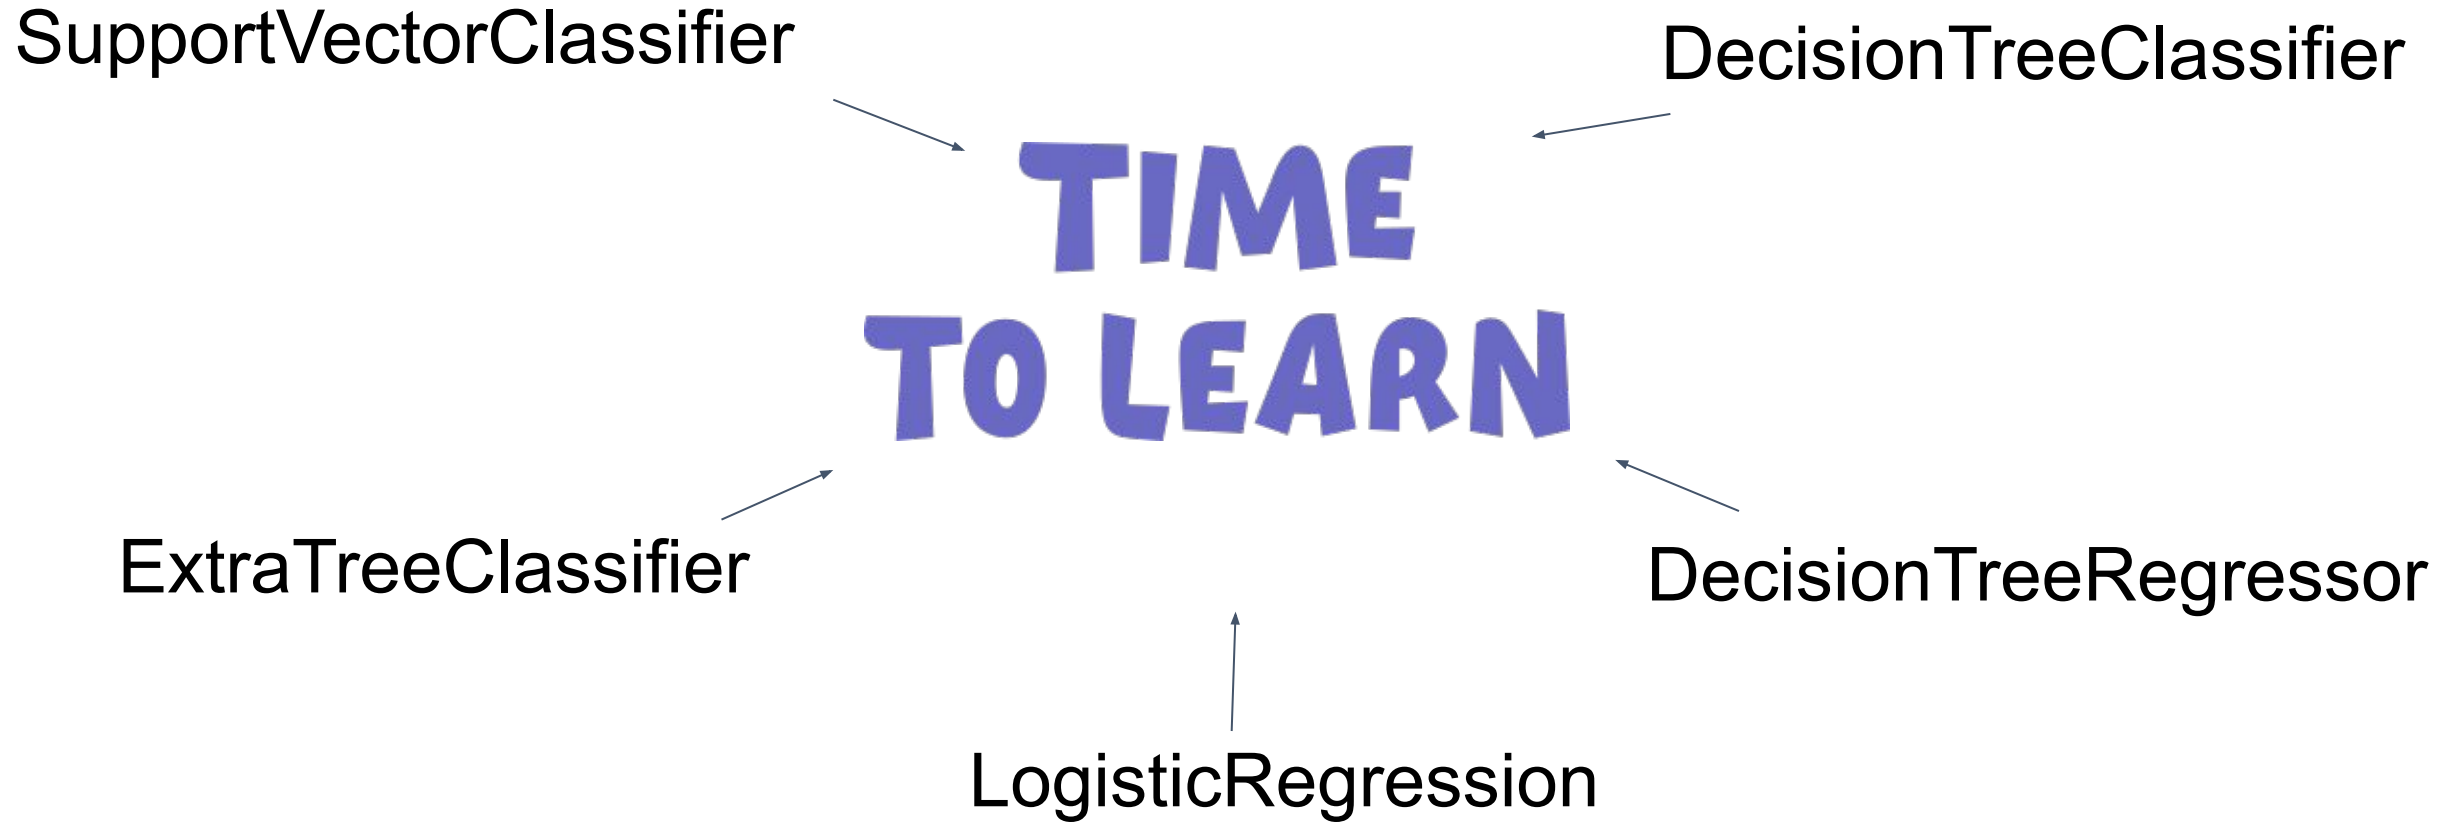 SupportVectorClassifier
DecisionTreeClassifier
TIME
TO LEARN
ExtraTreeClassifier
DecisionTreeRegressor
LogisticRegression